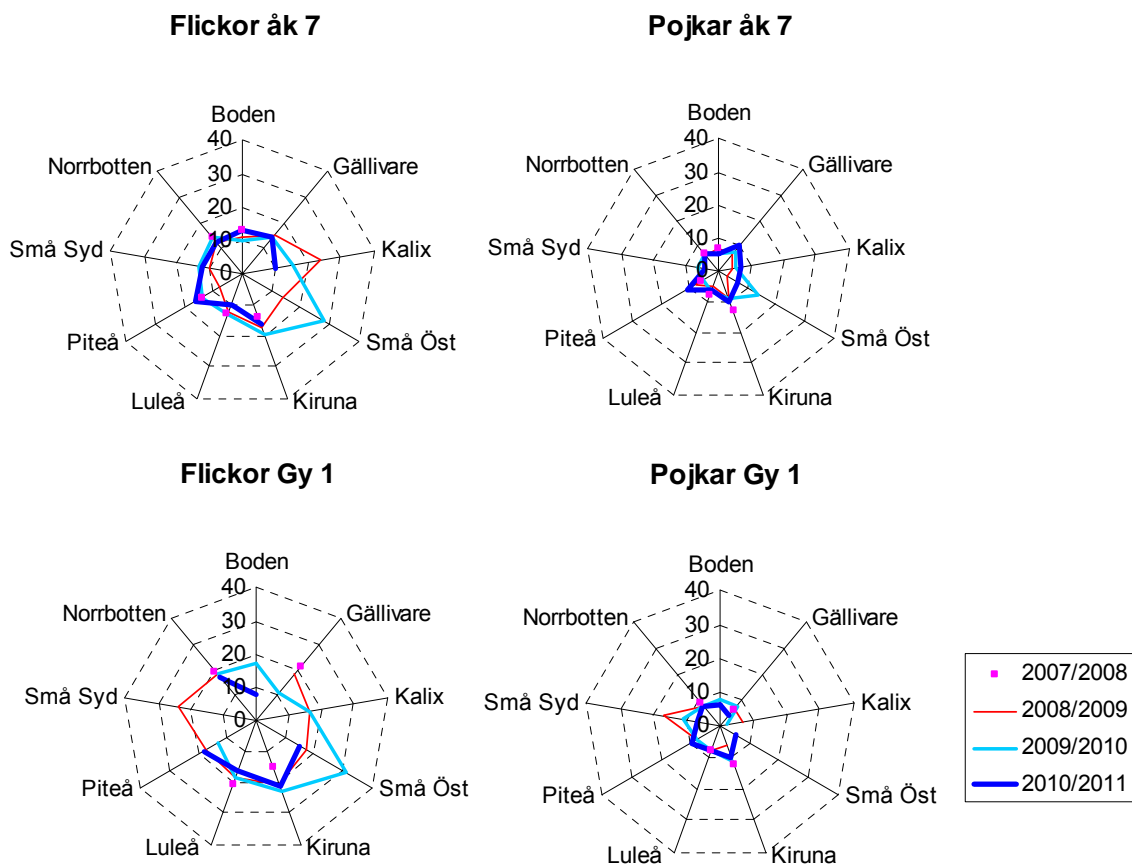 Flickor åk 7
Boden
Gällivare
Kalix
Små Öst
Kiruna
Luleå
Piteå
Små Syd
Norrbotten
40
30
20
10
0
Pojkar åk 7
Boden
Gällivare
Kalix
Små Öst
Kiruna
Luleå
Piteå
Små Syd
Norrbotten
40
30
20
10
0
Flickor Gy 1
Boden
Gällivare
Kalix
Små Öst
Kiruna
Luleå
Piteå
Små Syd
Norrbotten
40
30
20
10
0
Pojkar Gy 1
Boden
Gällivare
Kalix
Små Öst
Kiruna
Luleå
Piteå
Små Syd
Norrbotten
40
30
20
10
0
2007/2008
2008/2009
2009/2010
2010/2011